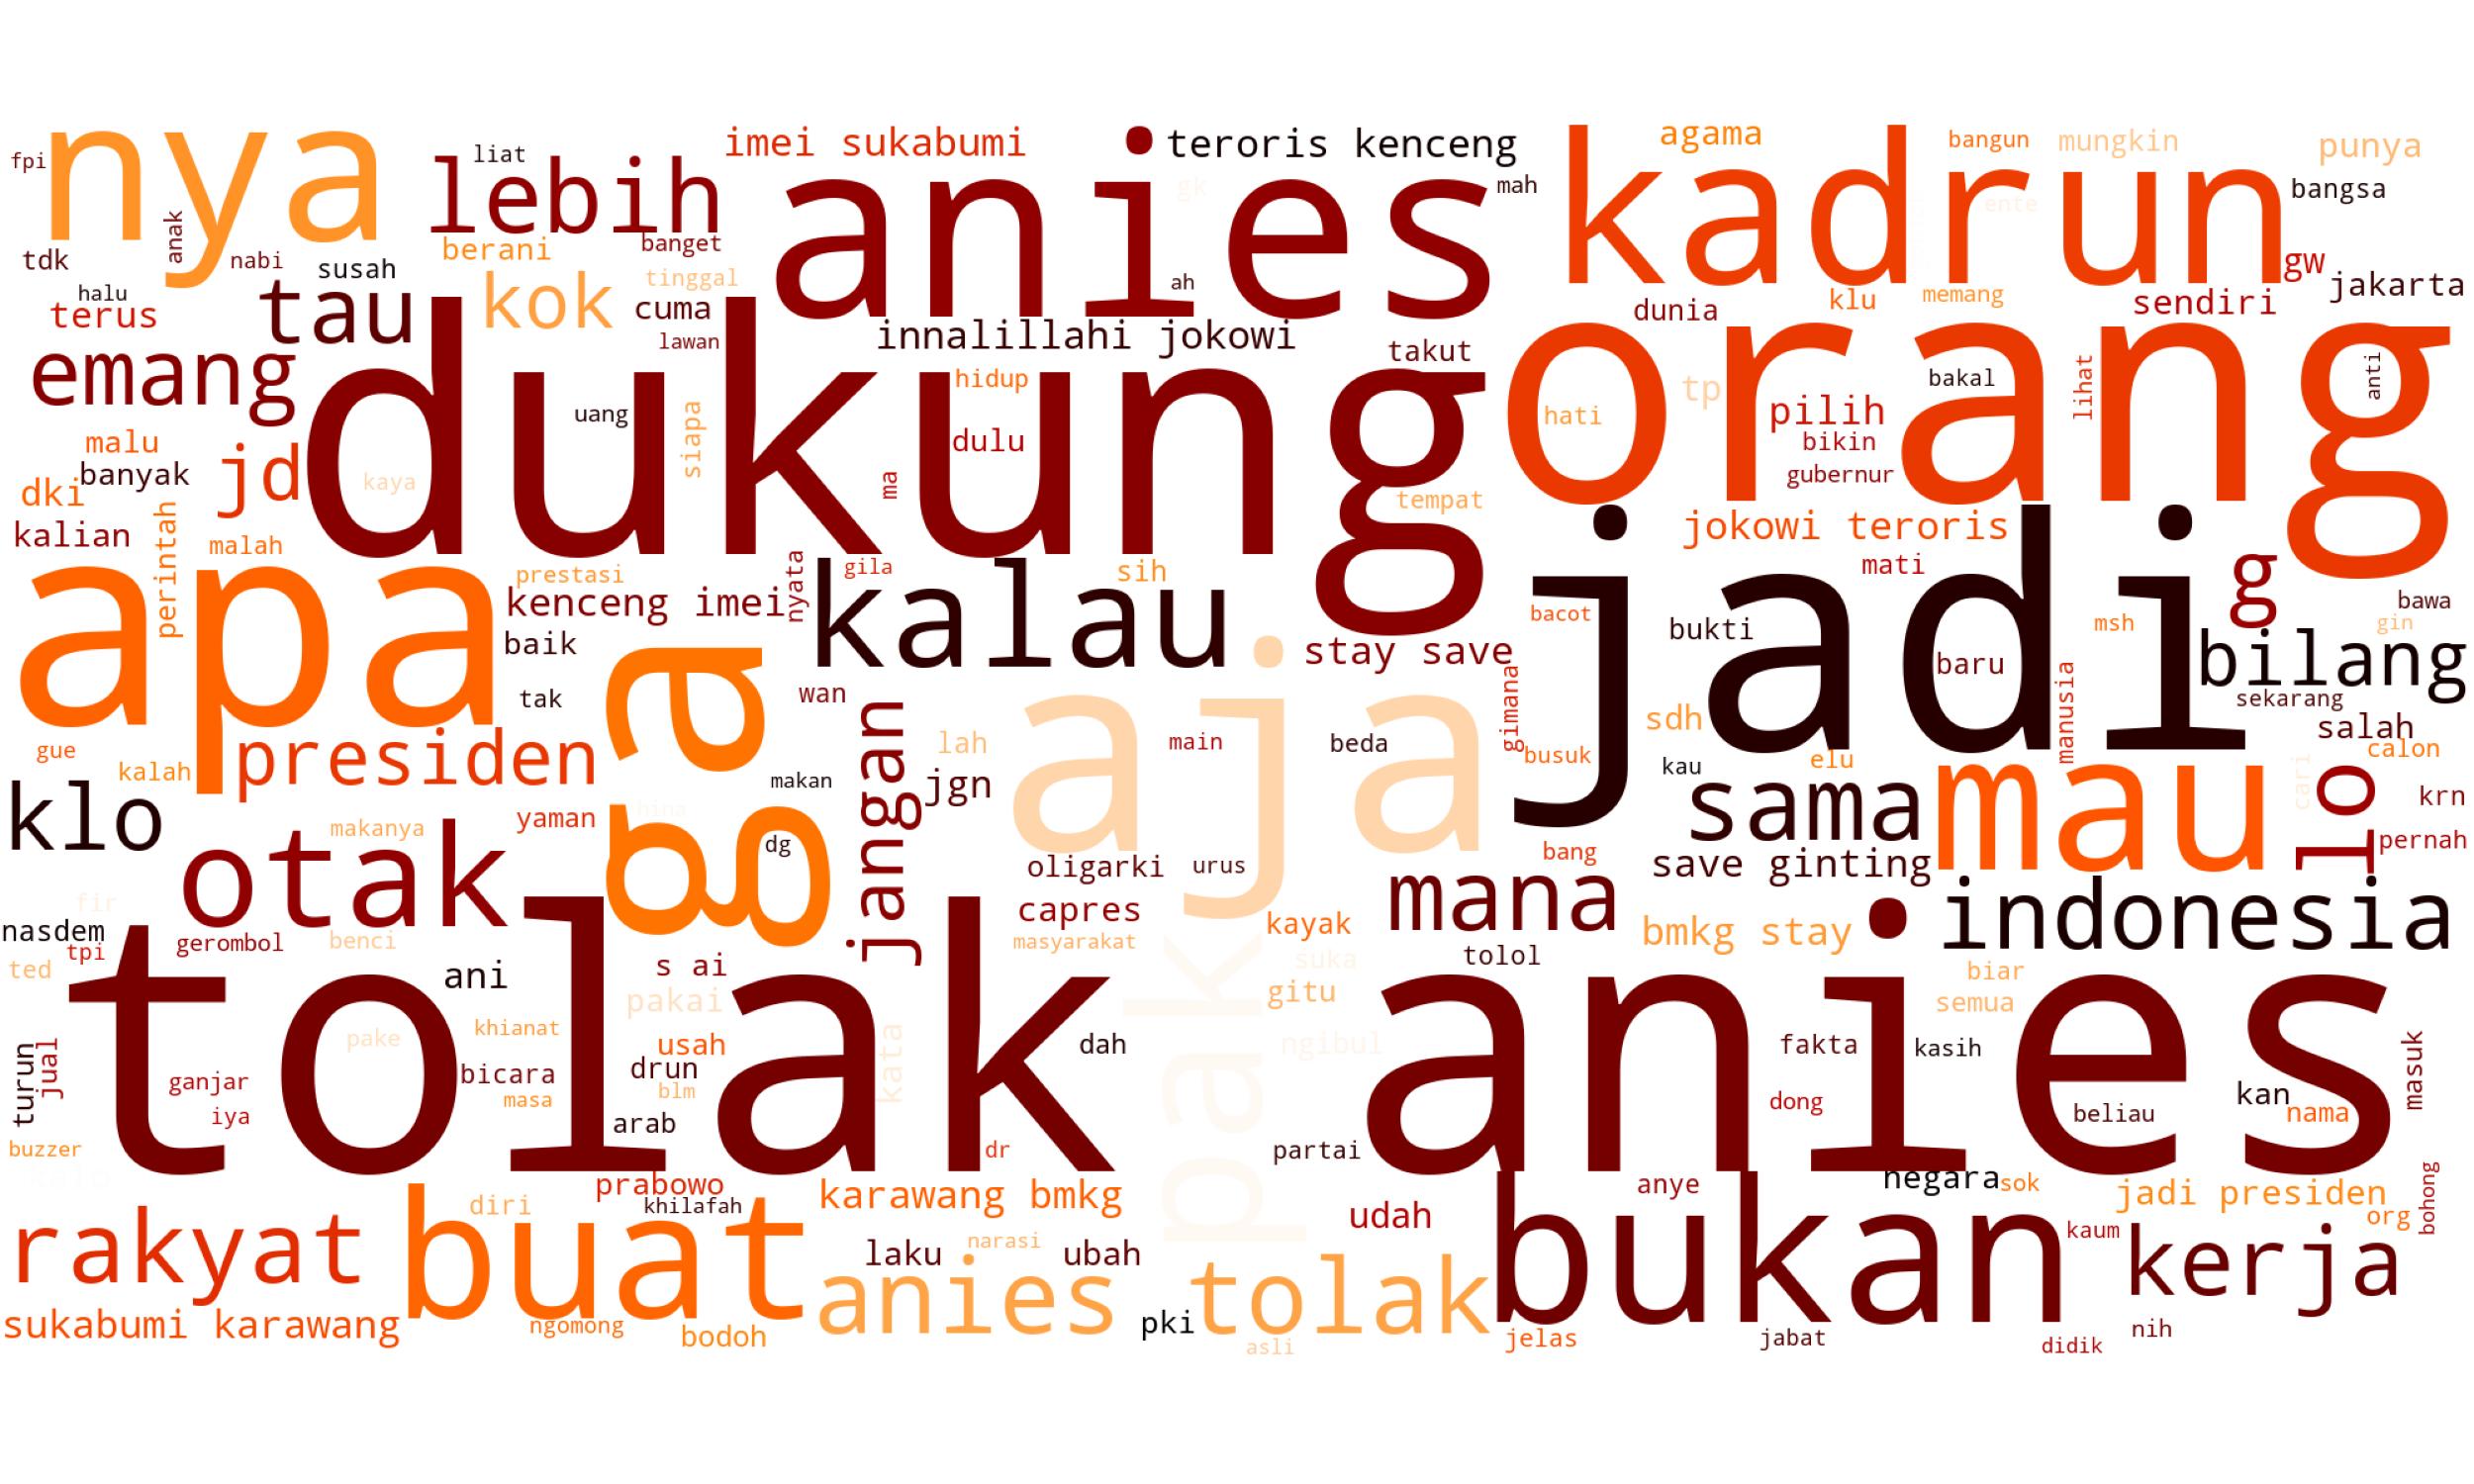 fpi
nya
liat
lebih
imei sukabumi
anies
teroris kenceng
mah
gk
kadrun
agama
bangun
mungkin
punya
bangsa
ente
tdk
anak
nabi
susah
berani
banget
tinggal
ah
gw
jakarta
halu
terus
tau
kok
cuma
lawan
innalillahi jokowi
takut
dunia
klu
memang
sendiri
emang
dukung
hidup
uang
siapa
dulu
ma
kaya
orang
tp
hati
pilih
bikin
gubernur
bakal
lihat
anti
malu
banyak
jd
dki
kalian
perintah
malah
tempat
jokowi teroris
mati
g
apa
prestasi
kenceng imei
nyata
gila
kalau
sih
stay save
bacot
jadi
bukti
baru
msh
bawa
gin
bilang
sekarang
baik
tak
ga
wan
jangan
aja
lah
main
beda
gimana
busuk
sdh
manusia
salah
calon
gue
kalah
presiden
makan
jgn
kau
elu
klo
makanya
yaman
dg
sama
mau
cari
lo
krn
pernah
otak
oligarki
urus
bang
save ginting
fir
nasdem
tpi
gerombol
benci
capres
masyarakat
kayak
mana
bmkg stay
indonesia
ted
ani
s ai
pakai
pak
suka
gitu
tolol
biar
semua
tolak
pake
khianat
usah
kata
dah
ngibul
anies
fakta
kasih
turun
jual
ganjar
iya
bicara
masa
drun
blm
arab
dong
beliau
kan
nama
masuk
buzzer
dr
partai
prabowo
khilafah
karawang bmkg
anye
negara
sok
jadi presiden
org
bohong
rakyat
buat
diri
laku
narasi
ubah
udah
bukan
kaum
kerja
sukabumi karawang
ngomong
bodoh
anies tolak
pki
asli
jelas
jabat
didik
nih